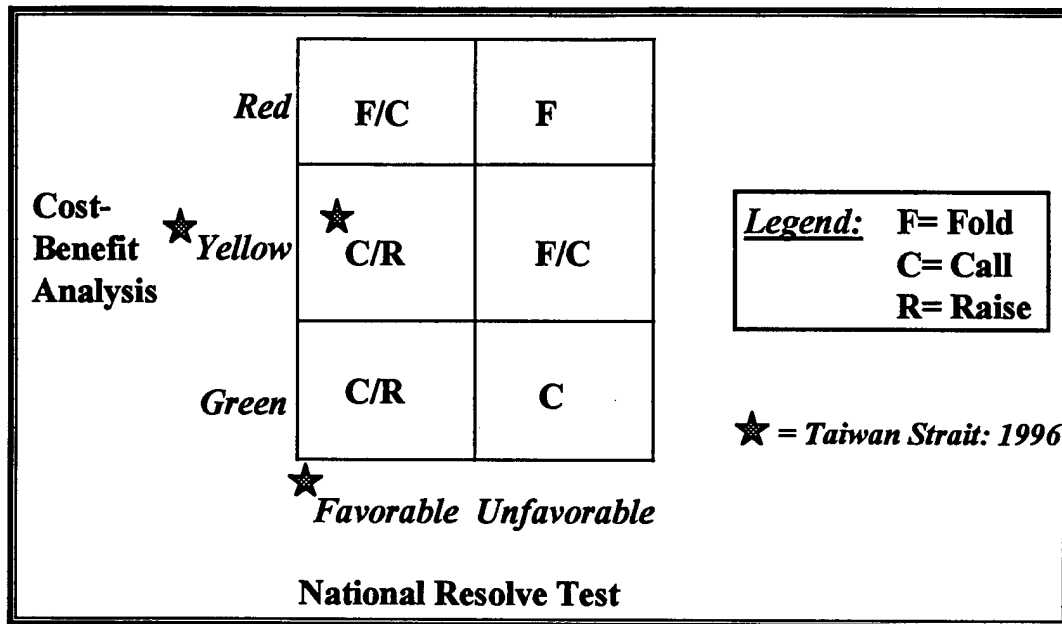 Red F/C F
Cost-
Benefit
Analysis
Yellow C/R F/C
Green C/R C
Favorable Unfavorable
National Resolve Test
Legend: F= Fold
C= Call
R= Raise
= Taiwan Strait: 1996